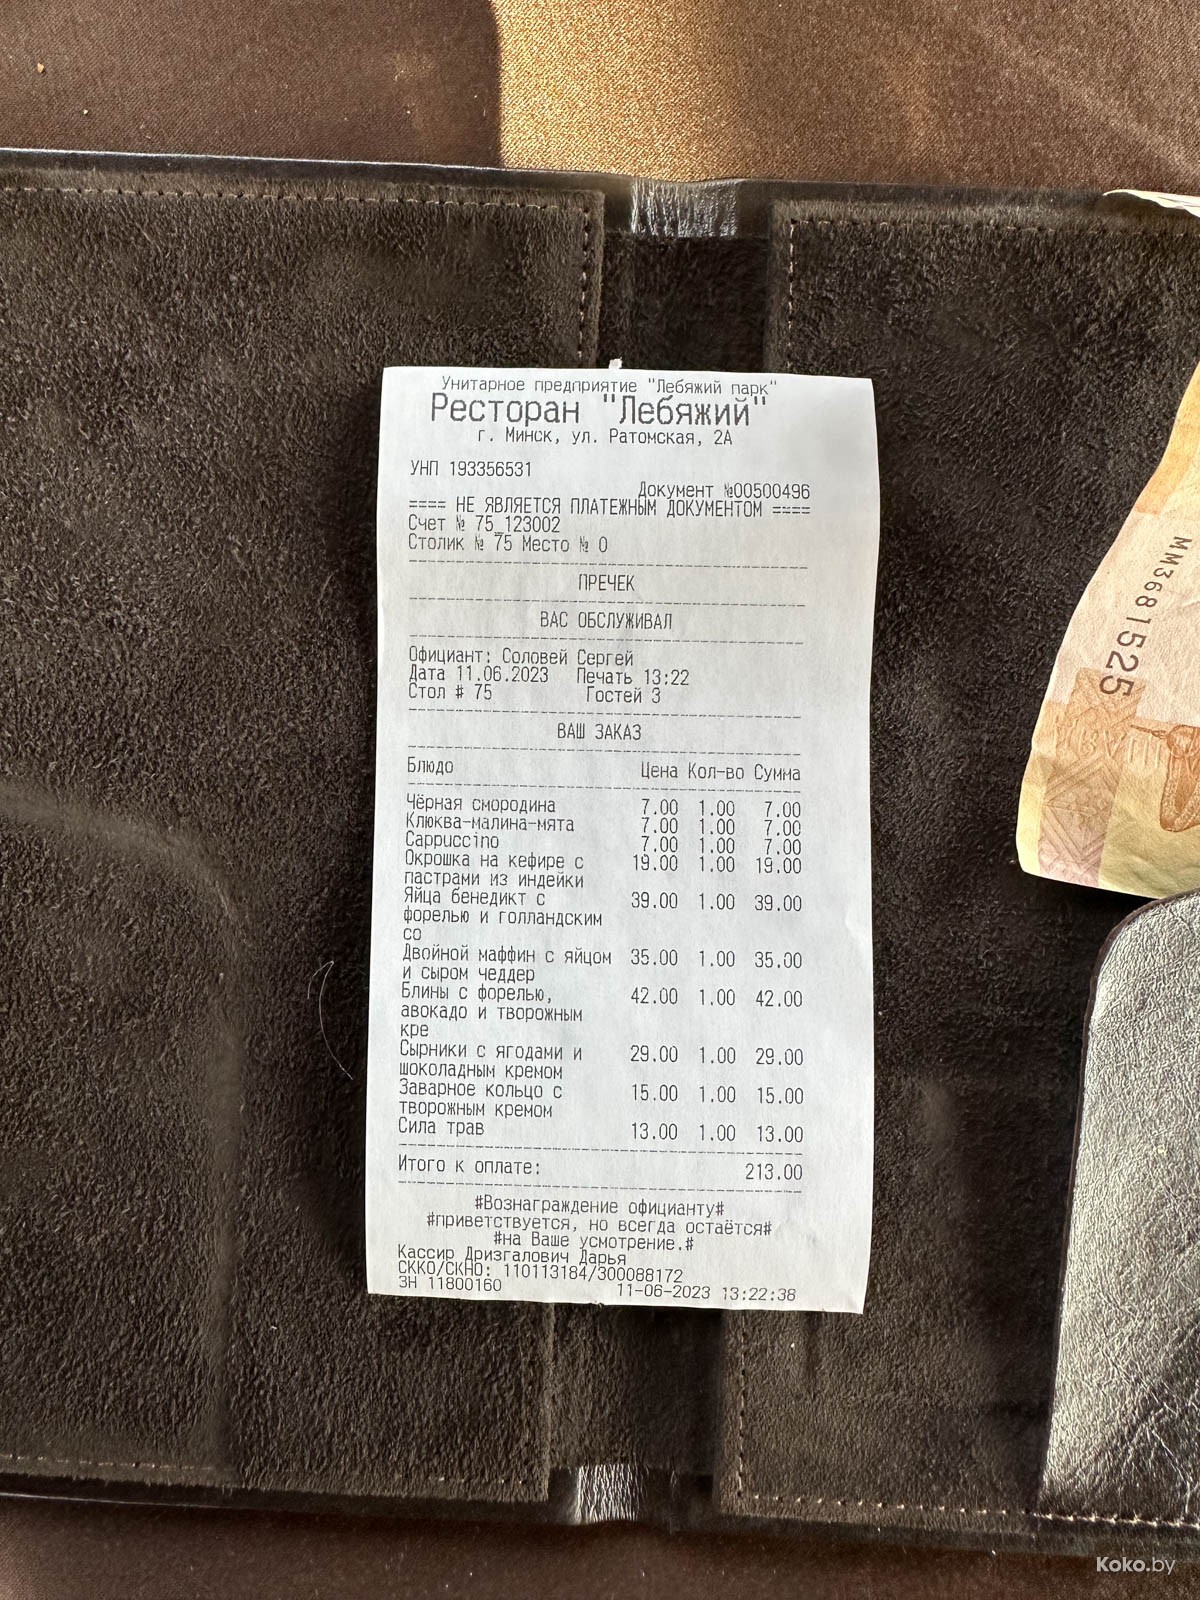 Унитарное предприятие "Лебяжий парк"
Ресторан "Лебяжий"
г. Минск, ул. Ратомская, 2А
УНП 193356531
Документ №00500496
==== НЕ ЯВЛЯЕТСЯ ПЛАТЕЖНЫМ ДОКУМЕНТОМ ====
Счет № 75_123002
Столик № 75 Место № 0
ПРЕЧЕК
ВАС ОБСЛУЖИВАЛ
Официант: Соловей Сергей
Дата 11.06.2023 Печать 13:22
Стол # 75 Гостей 3
ВАШ ЗАКАЗ
Блюдо Цена Кол-во Сумма
Чёрная смородина 7.00 1.00 7.00
Клюква-малина-мята 7.00 1.00 7.00
Cappuccino 7.00 1.00 7.00
Окрошка на кефире с 19.00 1.00 19.00
пастрами из индейки
Яйца бенедикт с 39.00 1.00 39.00
форелью и голландским
со
Двойной маффин с яйцом 35.00 1.00 35.00
и сыром чеддер
Блины с форелью, 42.00 1.00 42.00
авокадо и творожным
кре
Сырники с ягодами и 29.00 1.00 29.00
шоколадным кремом
Заварное кольцо с 15.00 1.00 15.00
творожным кремом
Сила трав 13.00 1.00 13.00
Итого к оплате: 213.00
#Вознаграждение официанту#
#приветствуется, но всегда остаётся#
#на Ваше усмотрение.#
Кассир Дризгалович Дарья
СККО/СКНО: 110113184/300088172
ЗН 11800160 11-06-2023 13:22:38
ММ3681525
Koko.by